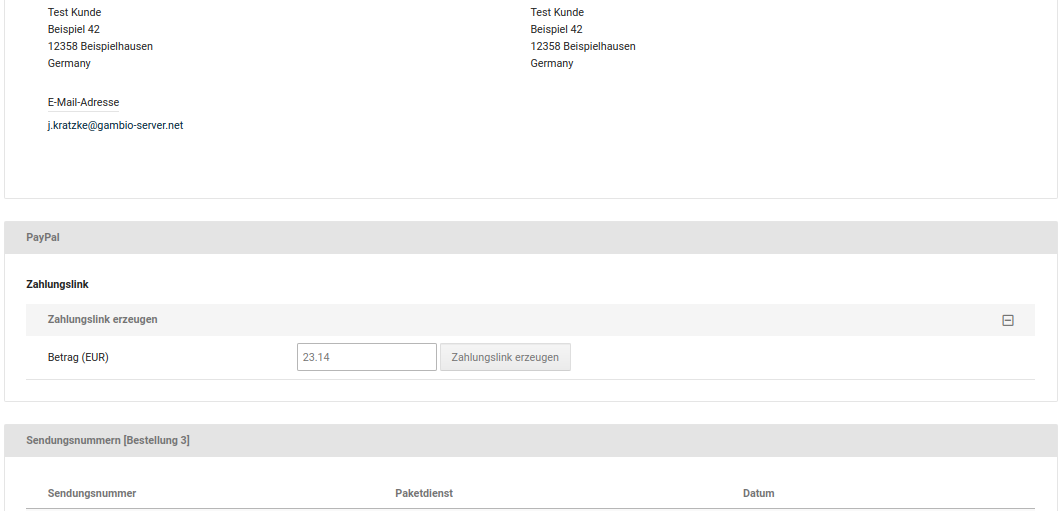 Test Kunde
Beispiel 42
12358 Beispielhausen
Germany
Test Kunde
Beispiel 42
12358 Beispielhausen
Germany
E-Mail-Adresse
j.kratzke@gambio-server.net
PayPal
Zahlungslink
Zahlungslink erzeugen
Betrag (EUR) 23.14 Zahlungslink erzeugen
Sendungsnummern [Bestellung 3]
Sendungsnummer Paketdienst Datum